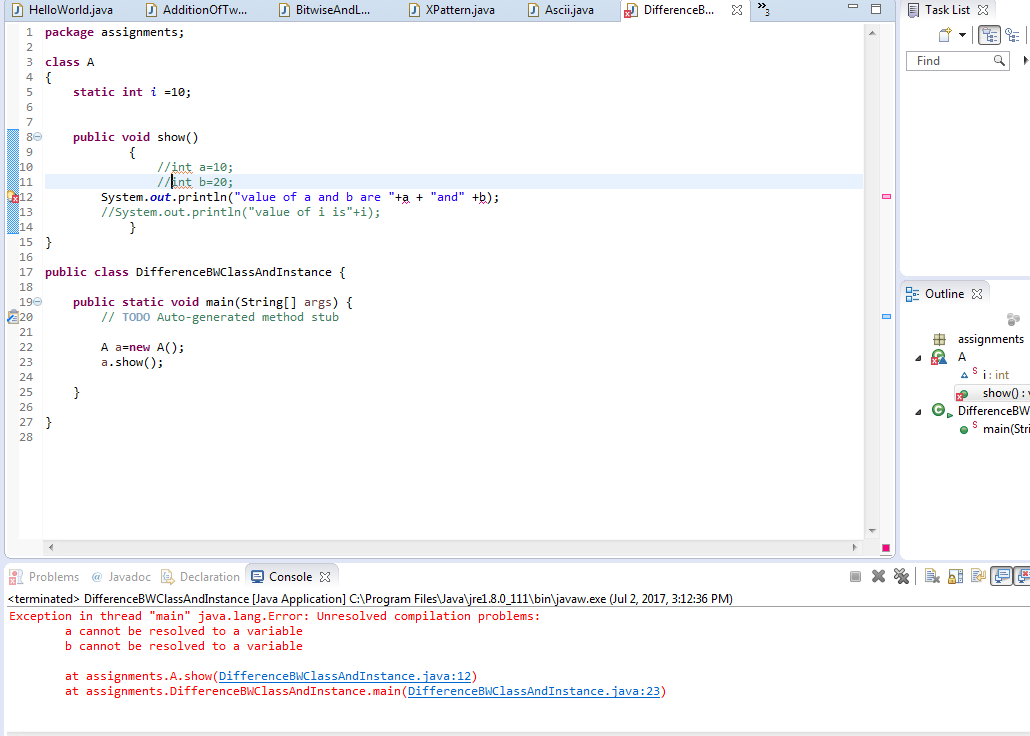 HelloWorld.java AdditionOfTw... BitwiseAndL... XPattern.java Ascii.java DifferenceB... »3 Task List
Find
1 package assignments;
2
3 class A
4 {
5 static int i =10;
6
7
8 public void show()
9 {
10 //int a=10;
11 //int b=20;
12 System.out.println("value of a and b are "+a + "and" +b);
13 //System.out.println("value of i is"+i);
14 }
15 }
16
17 public class DifferenceBWClassAndInstance {
18
19 public static void main(String[] args) {
20 // TODO Auto-generated method stub
21
22 A a=new A();
23 a.show();
24
25 }
26
27 }
28
Outline
assignments
A
S i : int
show() :
DifferenceBW
S main(Stri
Problems @ Javadoc Declaration Console
<terminated> DifferenceBWClassAndInstance [Java Application] C:\Program Files\Java\jre1.8.0_111\bin\javaw.exe (Jul 2, 2017, 3:12:36 PM)
Exception in thread "main" java.lang.Error: Unresolved compilation problems:
a cannot be resolved to a variable
b cannot be resolved to a variable
at assignments.A.show(DifferenceBWClassAndInstance.java:12)
at assignments.DifferenceBWClassAndInstance.main(DifferenceBWClassAndInstance.java:23)